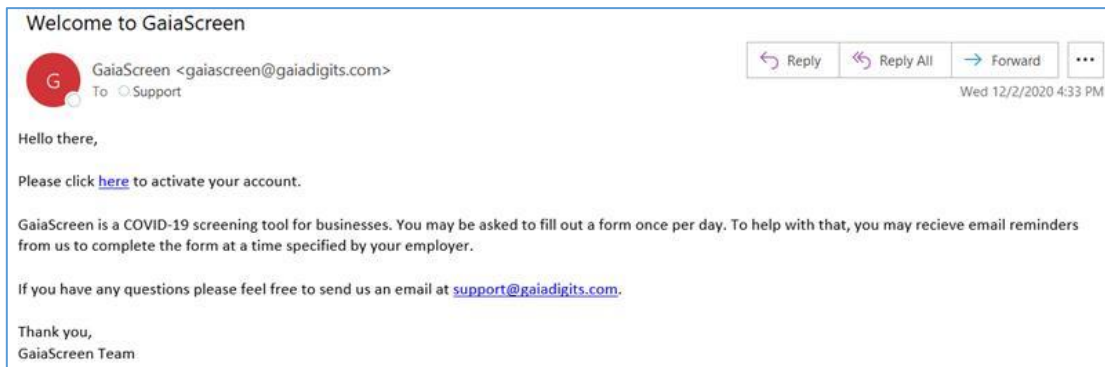 Welcome to GaiaScreen
G
GaiaScreen <gaiascreen@gaiadigits.com>
To Support
Reply
Reply All
Forward
Wed 12/2/2020 4:33 PM
Hello there,
Please click here to activate your account.
GaiaScreen is a COVID-19 screening tool for businesses. You may be asked to fill out a form once per day. To help with that, you may recieve email reminders
from us to complete the form at a time specified by your employer.
If you have any questions please feel free to send us an email at support@gaiadigits.com.
Thank you,
GaiaScreen Team